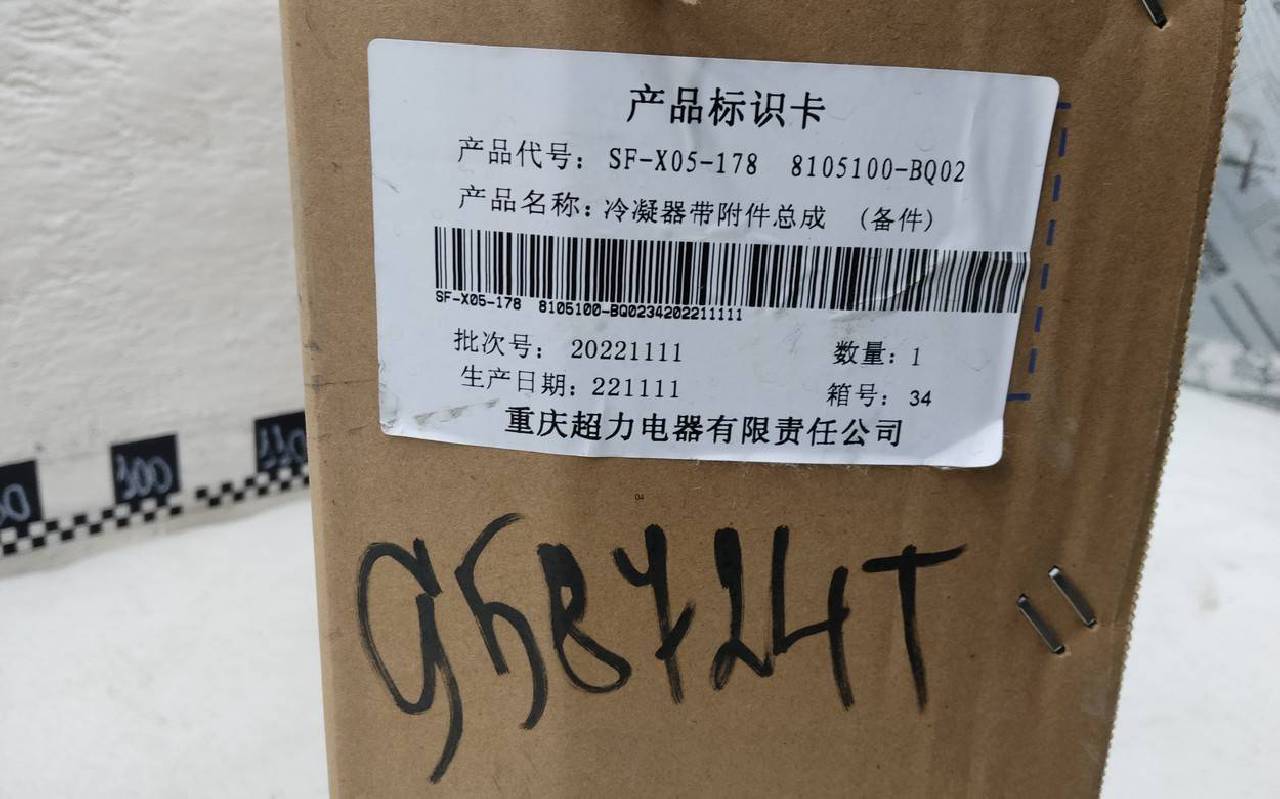 产品标识卡
产品代号: SF-X05-178 8105100-BQ02
产品名称: 冷凝器带附件总成 (备件)
SF-X05-178 8105100-BQ0234202211111
批次号: 20221111
数量: 1
生产日期: 221111
箱号: 34
重庆超力电器有限责任公司
958724T